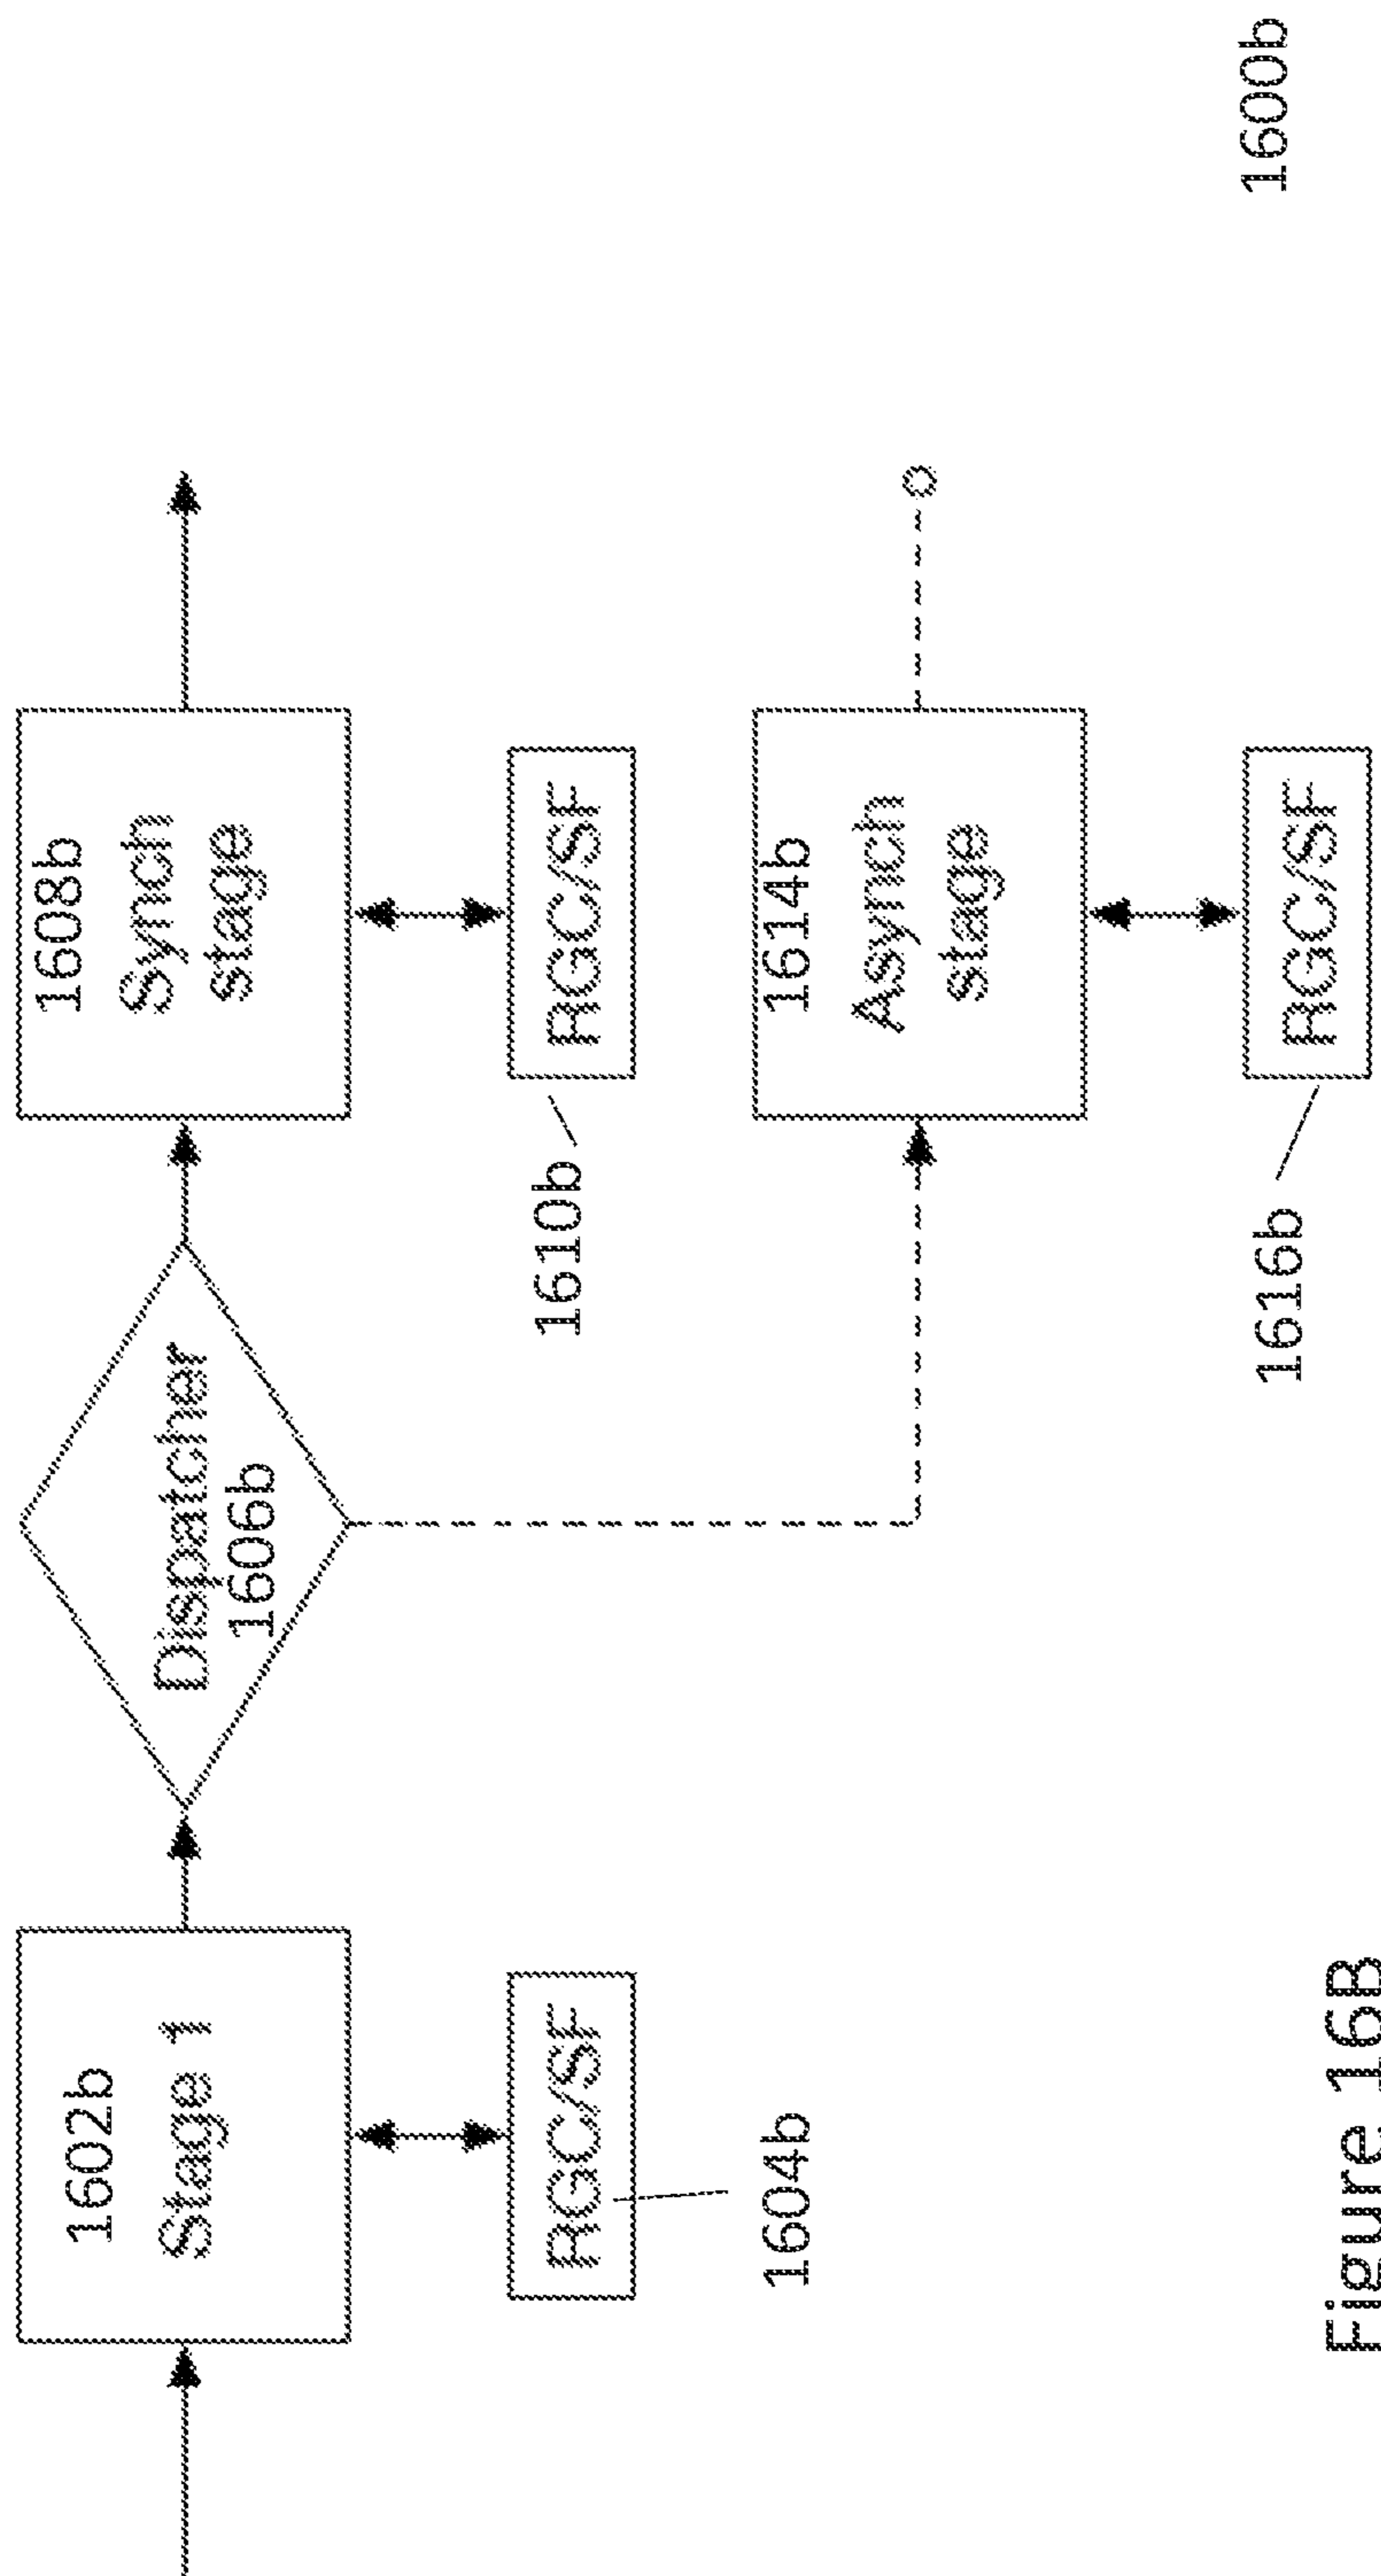 1602b
Stage 1
RGC/SF
1604b
Dispatcher
1606b
1608b
Synch
stage
RGC/SF
1610b
1614b
Asynch
stage
RGC/SF
1616b
1600b
Figure 16B